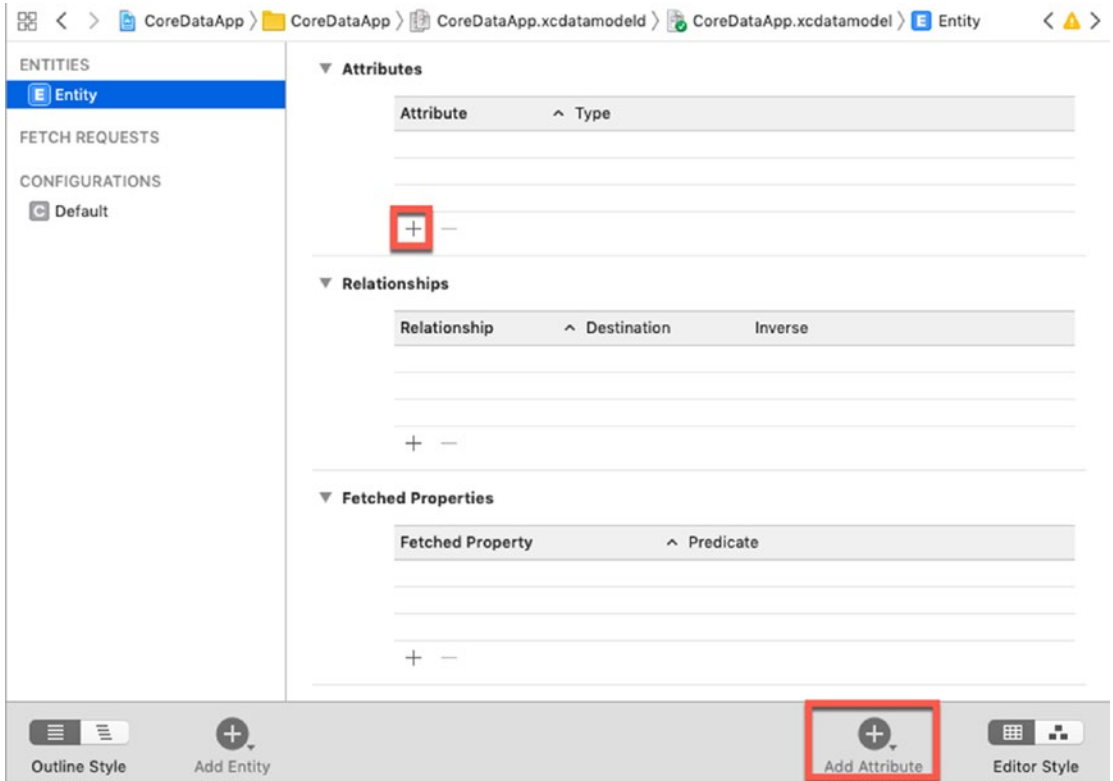 CoreDataApp CoreDataApp CoreDataApp.xcdatamodeld CoreDataApp.xcdatamodel E Entity
ENTITIES
E Entity
FETCH REQUESTS
CONFIGURATIONS
C Default
Attributes
Attribute Type
Relationships
Relationship Destination Inverse
Fetched Properties
Fetched Property Predicate
Outline Style Add Entity Add Attribute Editor Style